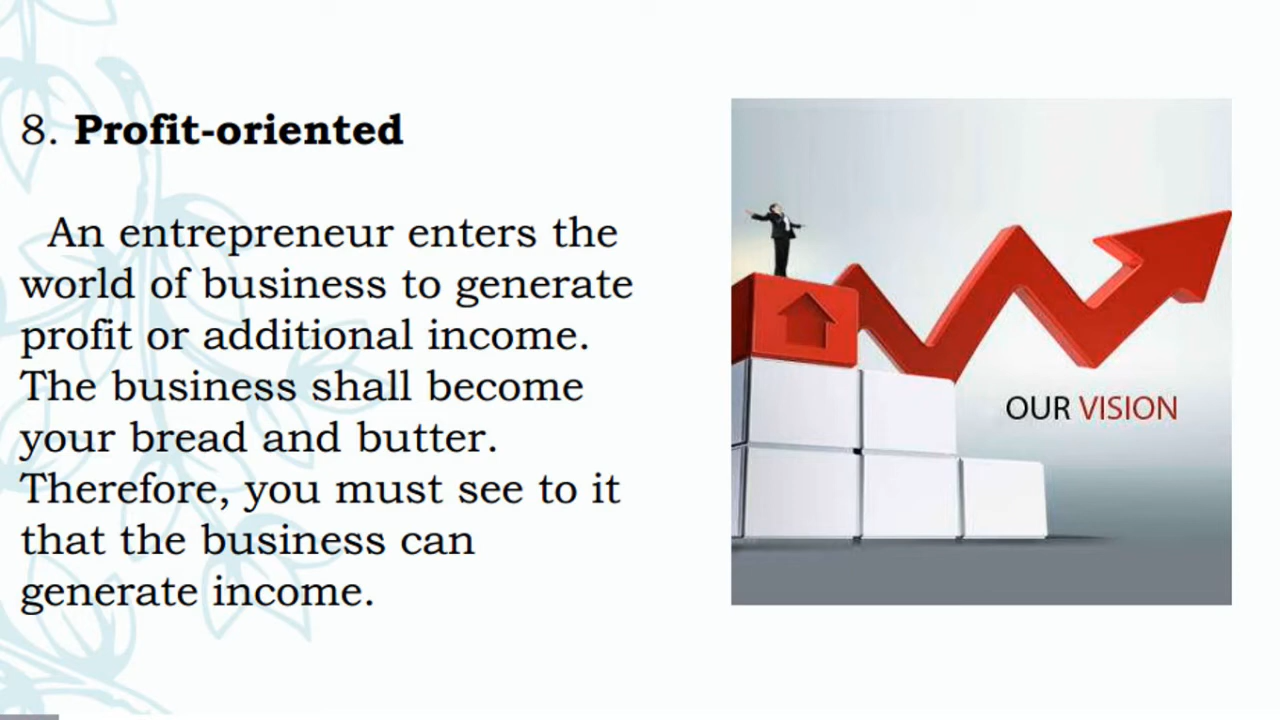 8. Profit-oriented
An entrepreneur enters the
world of business to generate
profit or additional income.
The business shall become
your bread and butter.
Therefore, you must see to it
that the business can
generate income.
OUR VISION